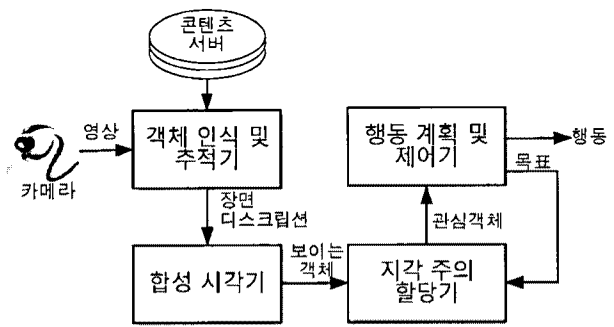 콘텐츠
서버
영상
카메라
객체 인식 및
추적기
행동 계획 및
제어기
행동
목표
장면
디스크립션
관심객체
합성 시각기
보이는
객체
지각 주의
할당기